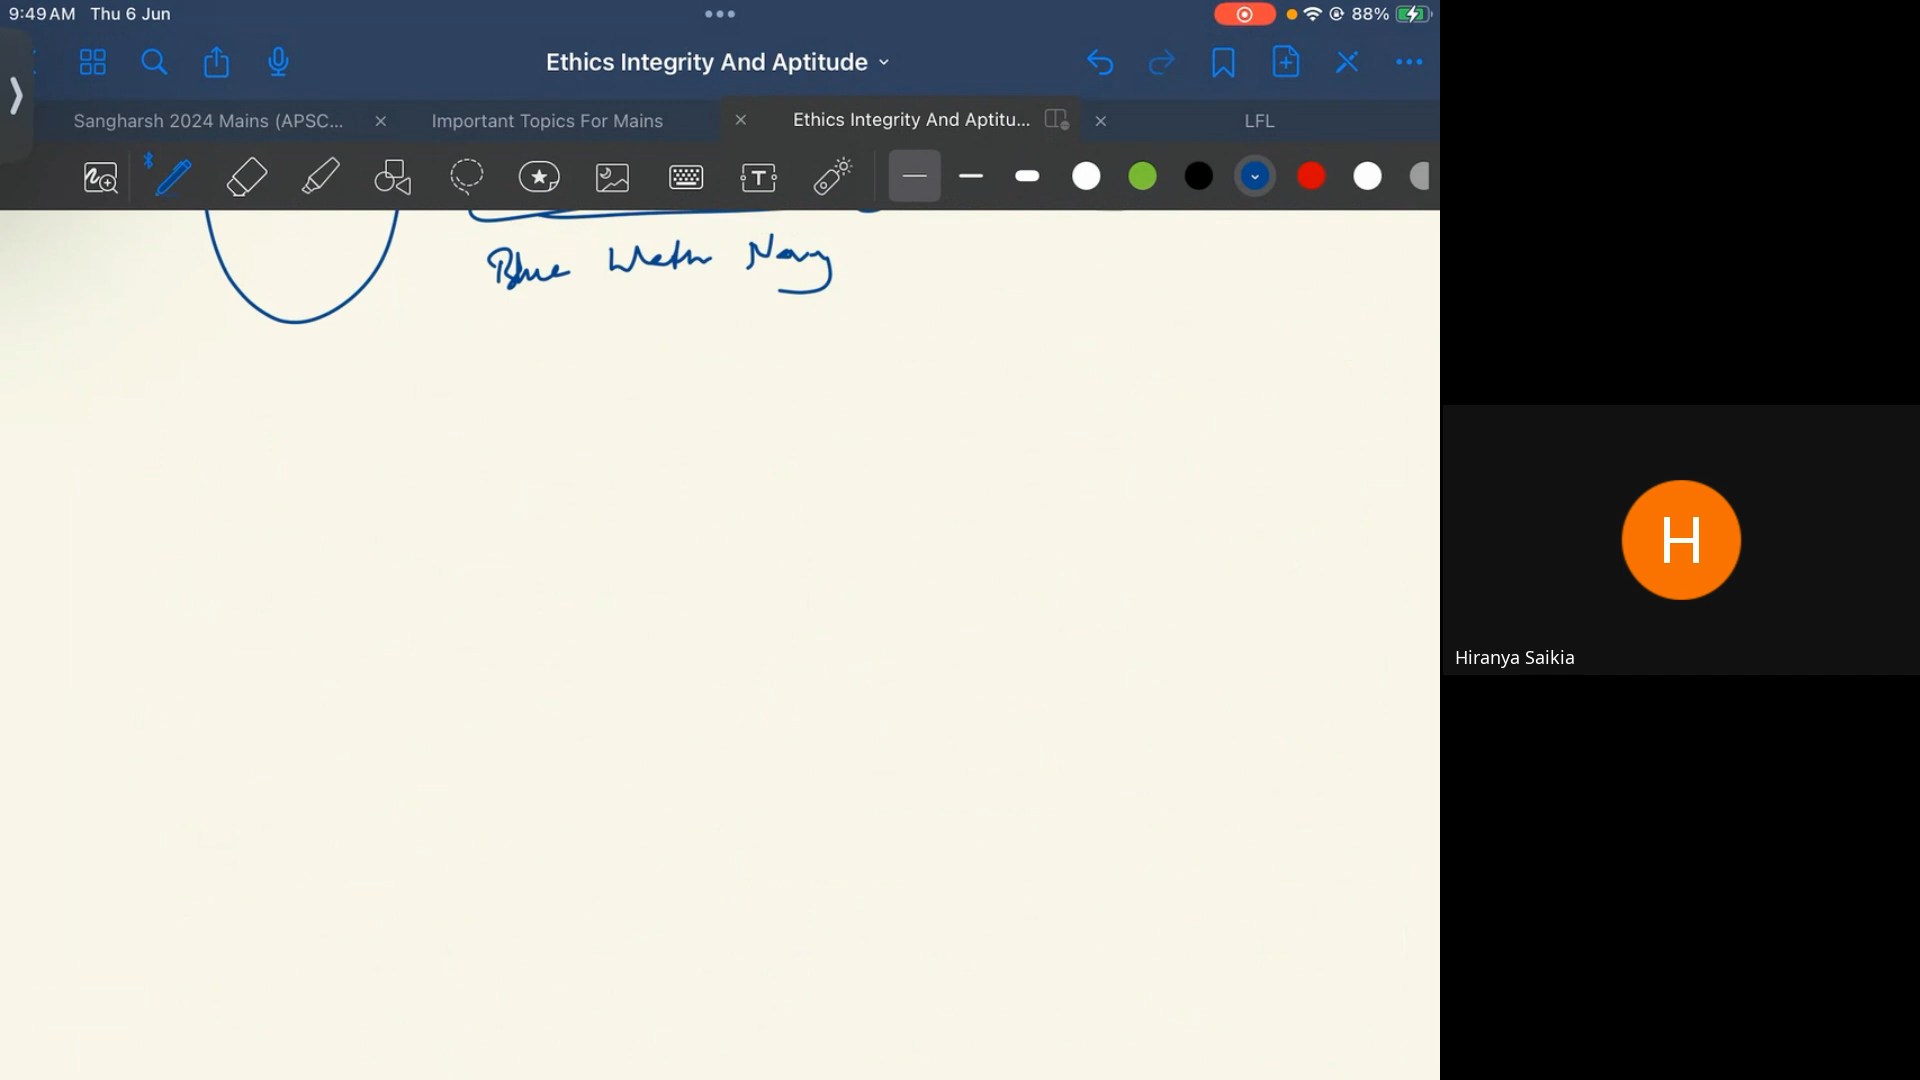 9:49 AM Thu 6 Jun
88%
Ethics Integrity And Aptitude
Sangharsh 2024 Mains (APSC...
Important Topics For Mains
Ethics Integrity And Aptitu...
LFL
T
Blue Water Navy
H
Hiranya Saikia